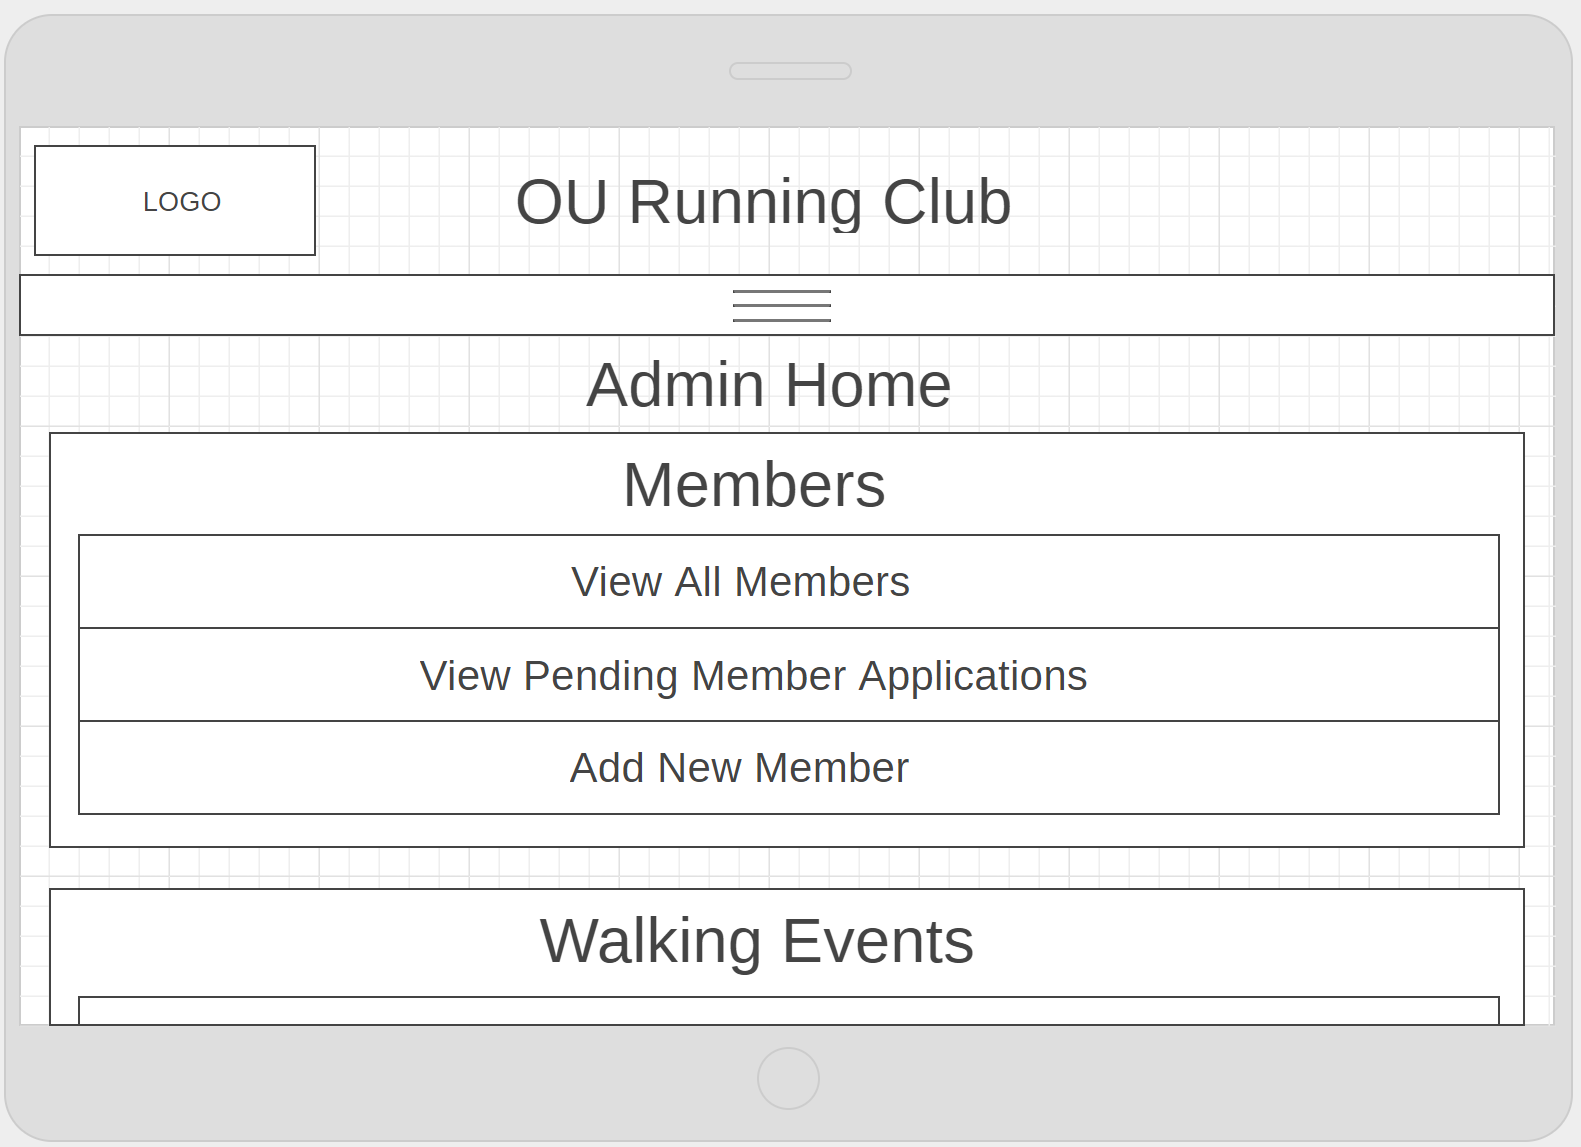 LOGO
OU Running Club
Admin Home
Members
View All Members
View Pending Member Applications
Add New Member
Walking Events